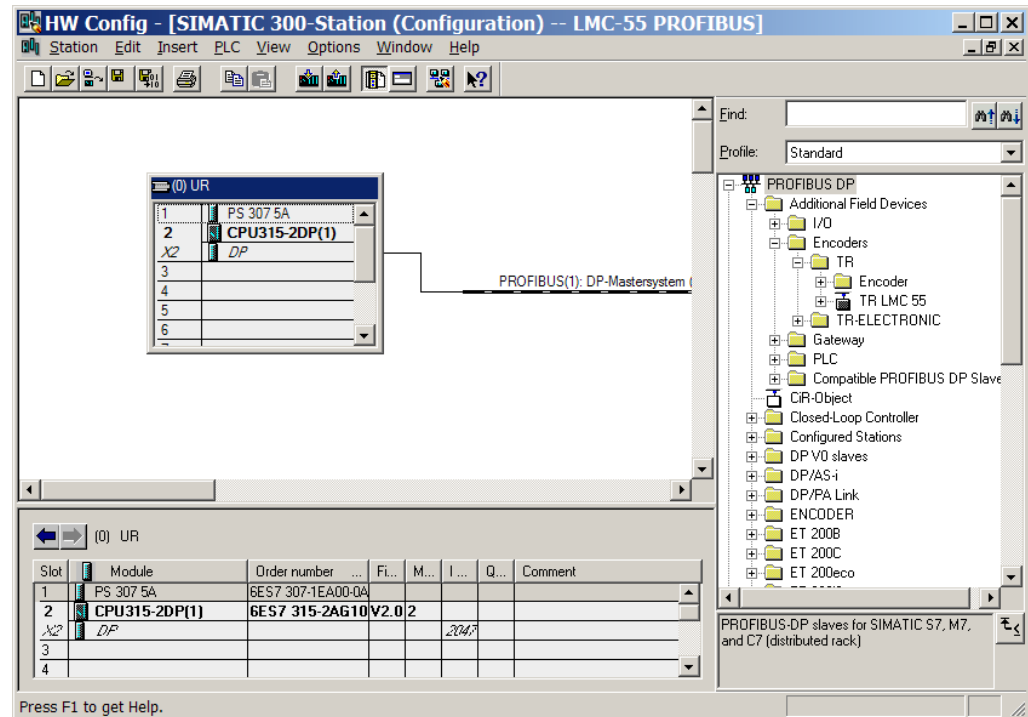 HW Config - [SIMATIC 300-Station (Configuration) -- LMC-55 PROFIBUS]
Station Edit Insert PLC View Options Window Help
(0) UR
1 PS 307 5A
2 CPU315-2DP(1)
X2 DP
3
4
5
6
PROFIBUS(1): DP-Mastersystem (
Find:
Profile: Standard
PROFIBUS DP
Additional Field Devices
I/O
Encoders
TR
Encoder
TR LMC 55
TR-ELECTRONIC
Gateway
PLC
Compatible PROFIBUS DP Slave
CiR-Object
Closed-Loop Controller
Configured Stations
DP V0 slaves
DP/AS-i
DP/PA Link
ENCODER
ET 200B
ET 200C
ET 200eco
PROFIBUS-DP slaves for SIMATIC S7, M7,
and C7 (distributed rack)
(0) UR
Slot Module Order number ... Fi... M... I ... Q... Comment
1 PS 307 5A 6ES7 307-1EA00-0A
2 CPU315-2DP(1) 6ES7 315-2AG10 V2.0 2
X2 DP 2047
3
4
Press F1 to get Help.